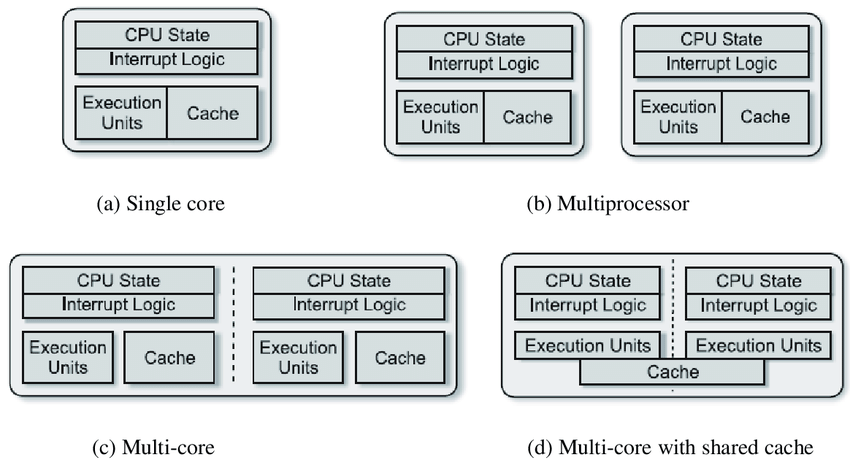 CPU State
Interrupt Logic
Execution
Units
Cache
(a) Single core
CPU State
Interrupt Logic
Execution
Units
Cache
CPU State
Interrupt Logic
Execution
Units
Cache
(b) Multiprocessor
CPU State
Interrupt Logic
Execution
Units
Cache
CPU State
Interrupt Logic
Execution
Units
Cache
(c) Multi-core
CPU State
Interrupt Logic
Execution Units
CPU State
Interrupt Logic
Execution Units
Cache
(d) Multi-core with shared cache